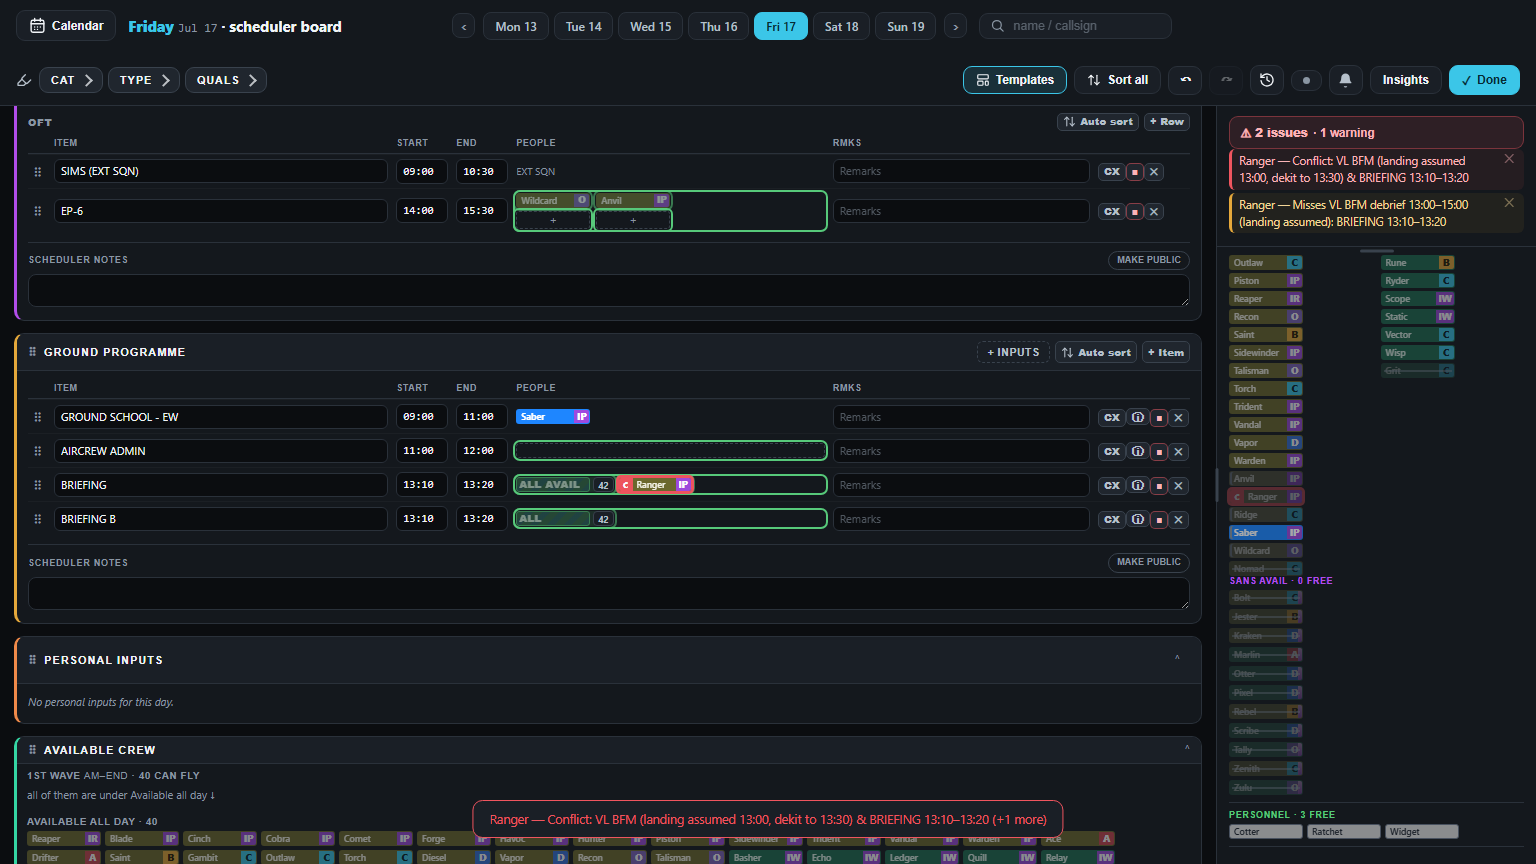 Calendar
Friday Jul 17 · scheduler board
‹
Mon 13
Tue 14
Wed 15
Thu 16
Fri 17
Sat 18
Sun 19
›
name / callsign
CAT
TYPE
QUALS
Templates
Sort all
Insights
✓ Done
OFT
Auto sort
+ Row
ITEM START END PEOPLE RMKS
SIMS (EXT SQN) 09:00 10:30 EXT SQN Remarks CX
EP-6 14:00 15:30 Wildcard O Anvil IP Remarks CX
+ +
SCHEDULER NOTES
MAKE PUBLIC
GROUND PROGRAMME
+ INPUTS
Auto sort
+ Item
ITEM START END PEOPLE RMKS
GROUND SCHOOL - EW 09:00 11:00 Saber IP Remarks CX
AIRCREW ADMIN 11:00 12:00 Remarks CX
BRIEFING 13:10 13:20 ALL AVAIL 42 C Ranger IP Remarks CX
BRIEFING B 13:10 13:20 ALL 42 Remarks CX
SCHEDULER NOTES
MAKE PUBLIC
PERSONAL INPUTS
No personal inputs for this day.
AVAILABLE CREW
1ST WAVE AM–END · 40 CAN FLY
all of them are under Available all day ↓
AVAILABLE ALL DAY · 40
Reaper IR Blade IP Cinch IP Cobra IP Comet IP Forge
Drifter A Saint B Gambit C Outlaw C Torch C Diesel D Vapor D Recon O Talisman O Basher IW Echo IW Ledger IW Quill IW Relay IW
Ranger — Conflict: VL BFM (landing assumed 13:00, dekit to 13:30) & BRIEFING 13:10–13:20 (+1 more)
⚠ 2 issues · 1 warning
Ranger — Conflict: VL BFM (landing assumed
13:00, dekit to 13:30) & BRIEFING 13:10–13:20
Ranger — Misses VL BFM debrief 13:00–15:00
(landing assumed): BRIEFING 13:10–13:20
Outlaw C
Piston IP
Reaper IR
Recon O
Saint B
Sidewinder IP
Talisman O
Torch C
Trident IP
Vandal IP
Vapor D
Warden IP
Anvil IP
C Ranger IP
Ridge C
Saber IP
Wildcard O
Nomad C
Rune B
Ryder C
Scope IW
Static IW
Vector C
Wisp C
Grit C
SANS AVAIL · 0 FREE
Bolt C
Jester B
Kraken D
Marlin A
Otter D
Pixel D
Rebel B
Scribe D
Tally O
Zenith C
Zulu O
PERSONNEL · 3 FREE
Cotter
Ratchet
Widget